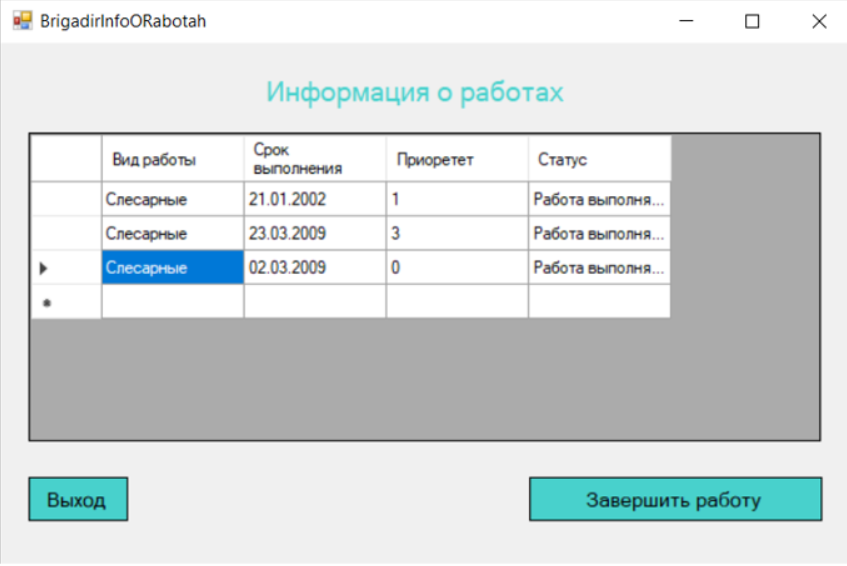 BrigadirInfoORabotah
Информация о работах
Вид работы Срок выполнения Приоретет Статус
Слесарные 21.01.2002 1 Работа выполня...
Слесарные 23.03.2009 3 Работа выполня...
Слесарные 02.03.2009 0 Работа выполня...
Выход Завершить работу